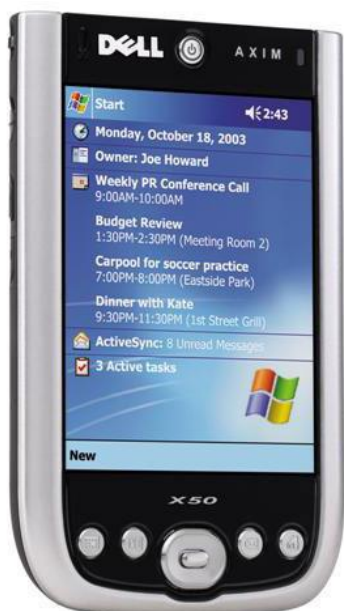 DELL
AXIM
Start
2:43
Monday, October 18, 2003
Owner: Joe Howard
Weekly PR Conference Call
9:00AM-10:00AM
Budget Review
1:30PM-2:30PM (Meeting Room 2)
Carpool for soccer practice
7:00PM-8:00PM (Eastside Park)
Dinner with Kate
9:30PM-11:30PM (1st Street Grill)
ActiveSync: 8 Unread Messages
3 Active tasks
New
X50